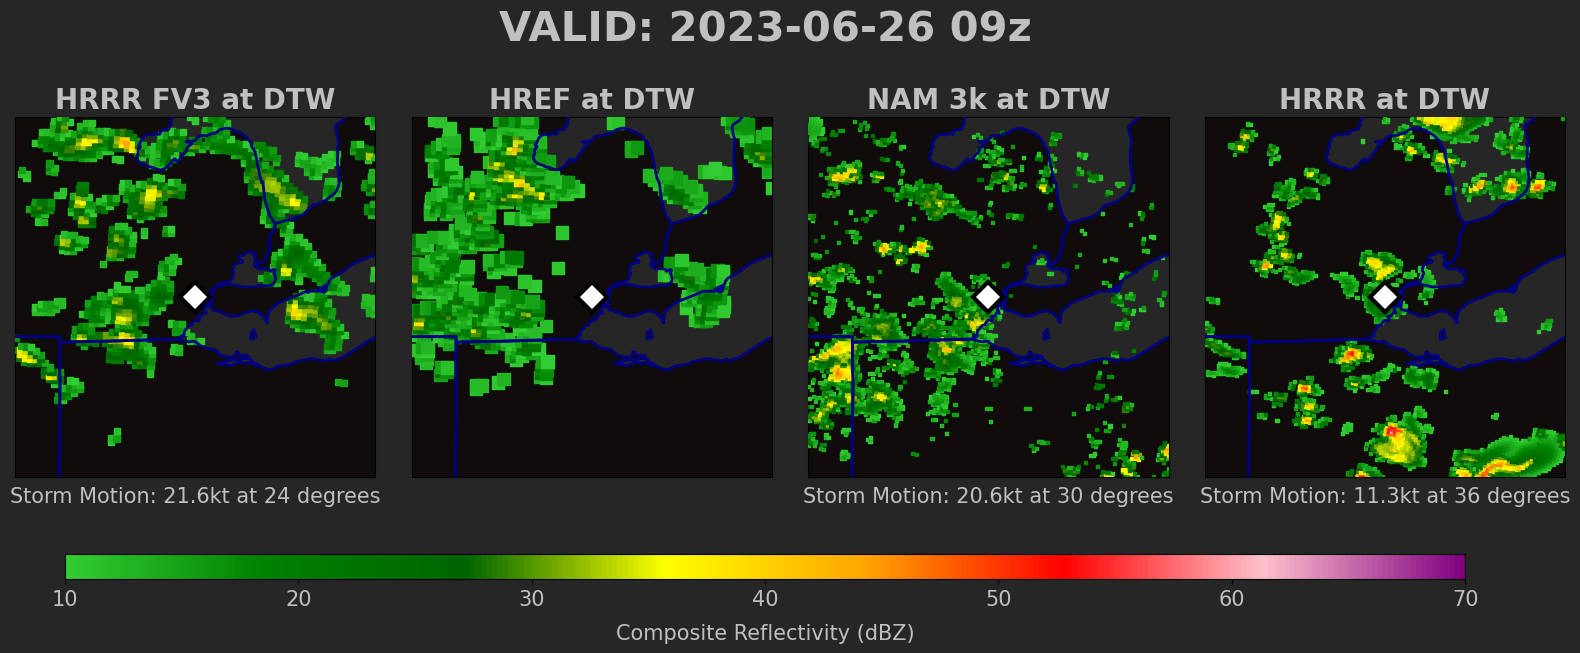 VALID: 2023-06-26 09z
HRRR FV3 at DTW
HREF at DTW
NAM 3k at DTW
HRRR at DTW
Storm Motion: 21.6kt at 24 degrees
Storm Motion: 20.6kt at 30 degrees
Storm Motion: 11.3kt at 36 degrees
10 20 30 40 50 60 70
Composite Reflectivity (dBZ)